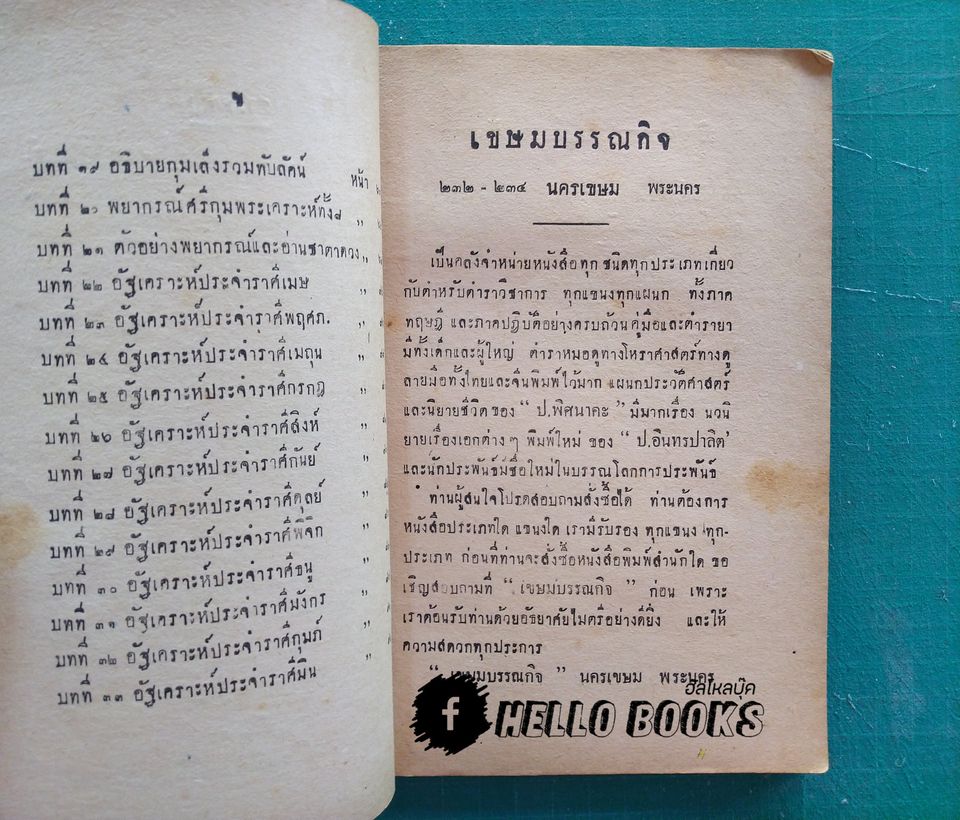 ข
หน้า
บทที่ ๑๙ อธิบายกุมเล็งรวมทับลัคน์
บทที่ ๒๐ พยากรณ์ศรีกุมพระเคราะห์ทั้ง๘ ,,
บทที่ ๒๑ ตัวอย่างพยากรณ์และอ่านชาตาดวง,,
บทที่ ๒๒ อัฐเคราะห์ประจำราศีเมษ ,,
บทที่ ๒๓ อัฐเคราะห์ประจำราศีพฤศภ. ,,
บทที่ ๒๔ อัฐเคราะห์ประจำราศีเมถุน ,,
บทที่ ๒๕ อัฐเคราะห์ประจำราศีกรกฎ ,,
บทที่ ๒๖ อัฐเคราะห์ประจำราศีสิงห์ ,,
บทที่ ๒๗ อัฐเคราะห์ประจำราศีกันย์ ,,
บทที่ ๒๘ อัฐเคราะห์ประจำราศีตุลย์ ,,
บทที่ ๒๙ อัฐเคราะห์ประจำราศีพิจิก ,,
บทที่ ๓๐ อัฐเคราะห์ประจำราศีธนู ,,
บทที่ ๓๑ อัฐเคราะห์ประจำราศีมังกร ,,
บทที่ ๓๒ อัฐเคราะห์ประจำราศีกุมภ์ ,,
บทที่ ๓๓ อัฐเคราะห์ประจำราศีมีน ,,
เขษมบรรณกิจ
๒๓๒ - ๒๓๔ นครเขษม พระนคร
เป็นคลังจำหน่ายหนังสือทุกชนิดทุกประเภทเกี่ยว
กับตำหรับตำราวิชาการ ทุกแขนงทุกแผนก ทั้งภาค
ทฤษฎี และภาคปฏิบัติอย่างครบถ้วน คู่มือและตำรายา
มีทั้งเด็กและผู้ใหญ่ ตำราหมอดูทางโหราศาสตร์ทางดู
ลายมือทั้งไทยและจีนพิมพ์ไว้มาก แผนกประวัติศาสตร์
และนิยายชีวิตของ “ ป.พิศนาคะ ” มีมากเรื่อง นวนิ
ยายเรื่องเอกต่าง ๆ พิมพ์ใหม่ ของ “ ป.อินทรปาลิต”
และนักประพันธ์มีชื่อใหม่ในบรรณโลกการประพันธ์
ท่านผู้สนใจโปรดสอบถามสั่งซื้อได้ ท่านต้องการ
หนังสือประเภทใด แขนงใด เรามีรับรอง ทุกแขนง ทุก-
ประเภท ก่อนที่ท่านจะสั่งซื้อหนังสือพิมพ์สำนักใด ขอ
เชิญสอบถามที่ “ เขษมบรรณกิจ ” ก่อน เพราะ
เราต้อนรับท่านด้วยอัธยาศัยไมตรีอย่างดียิ่ง และให้
ความสดวกทุกประการ
“ เขษมบรรณกิจ ” นครเขษม พระนคร
ฮัลโหลบุ๊ค
f HELLO BOOKS